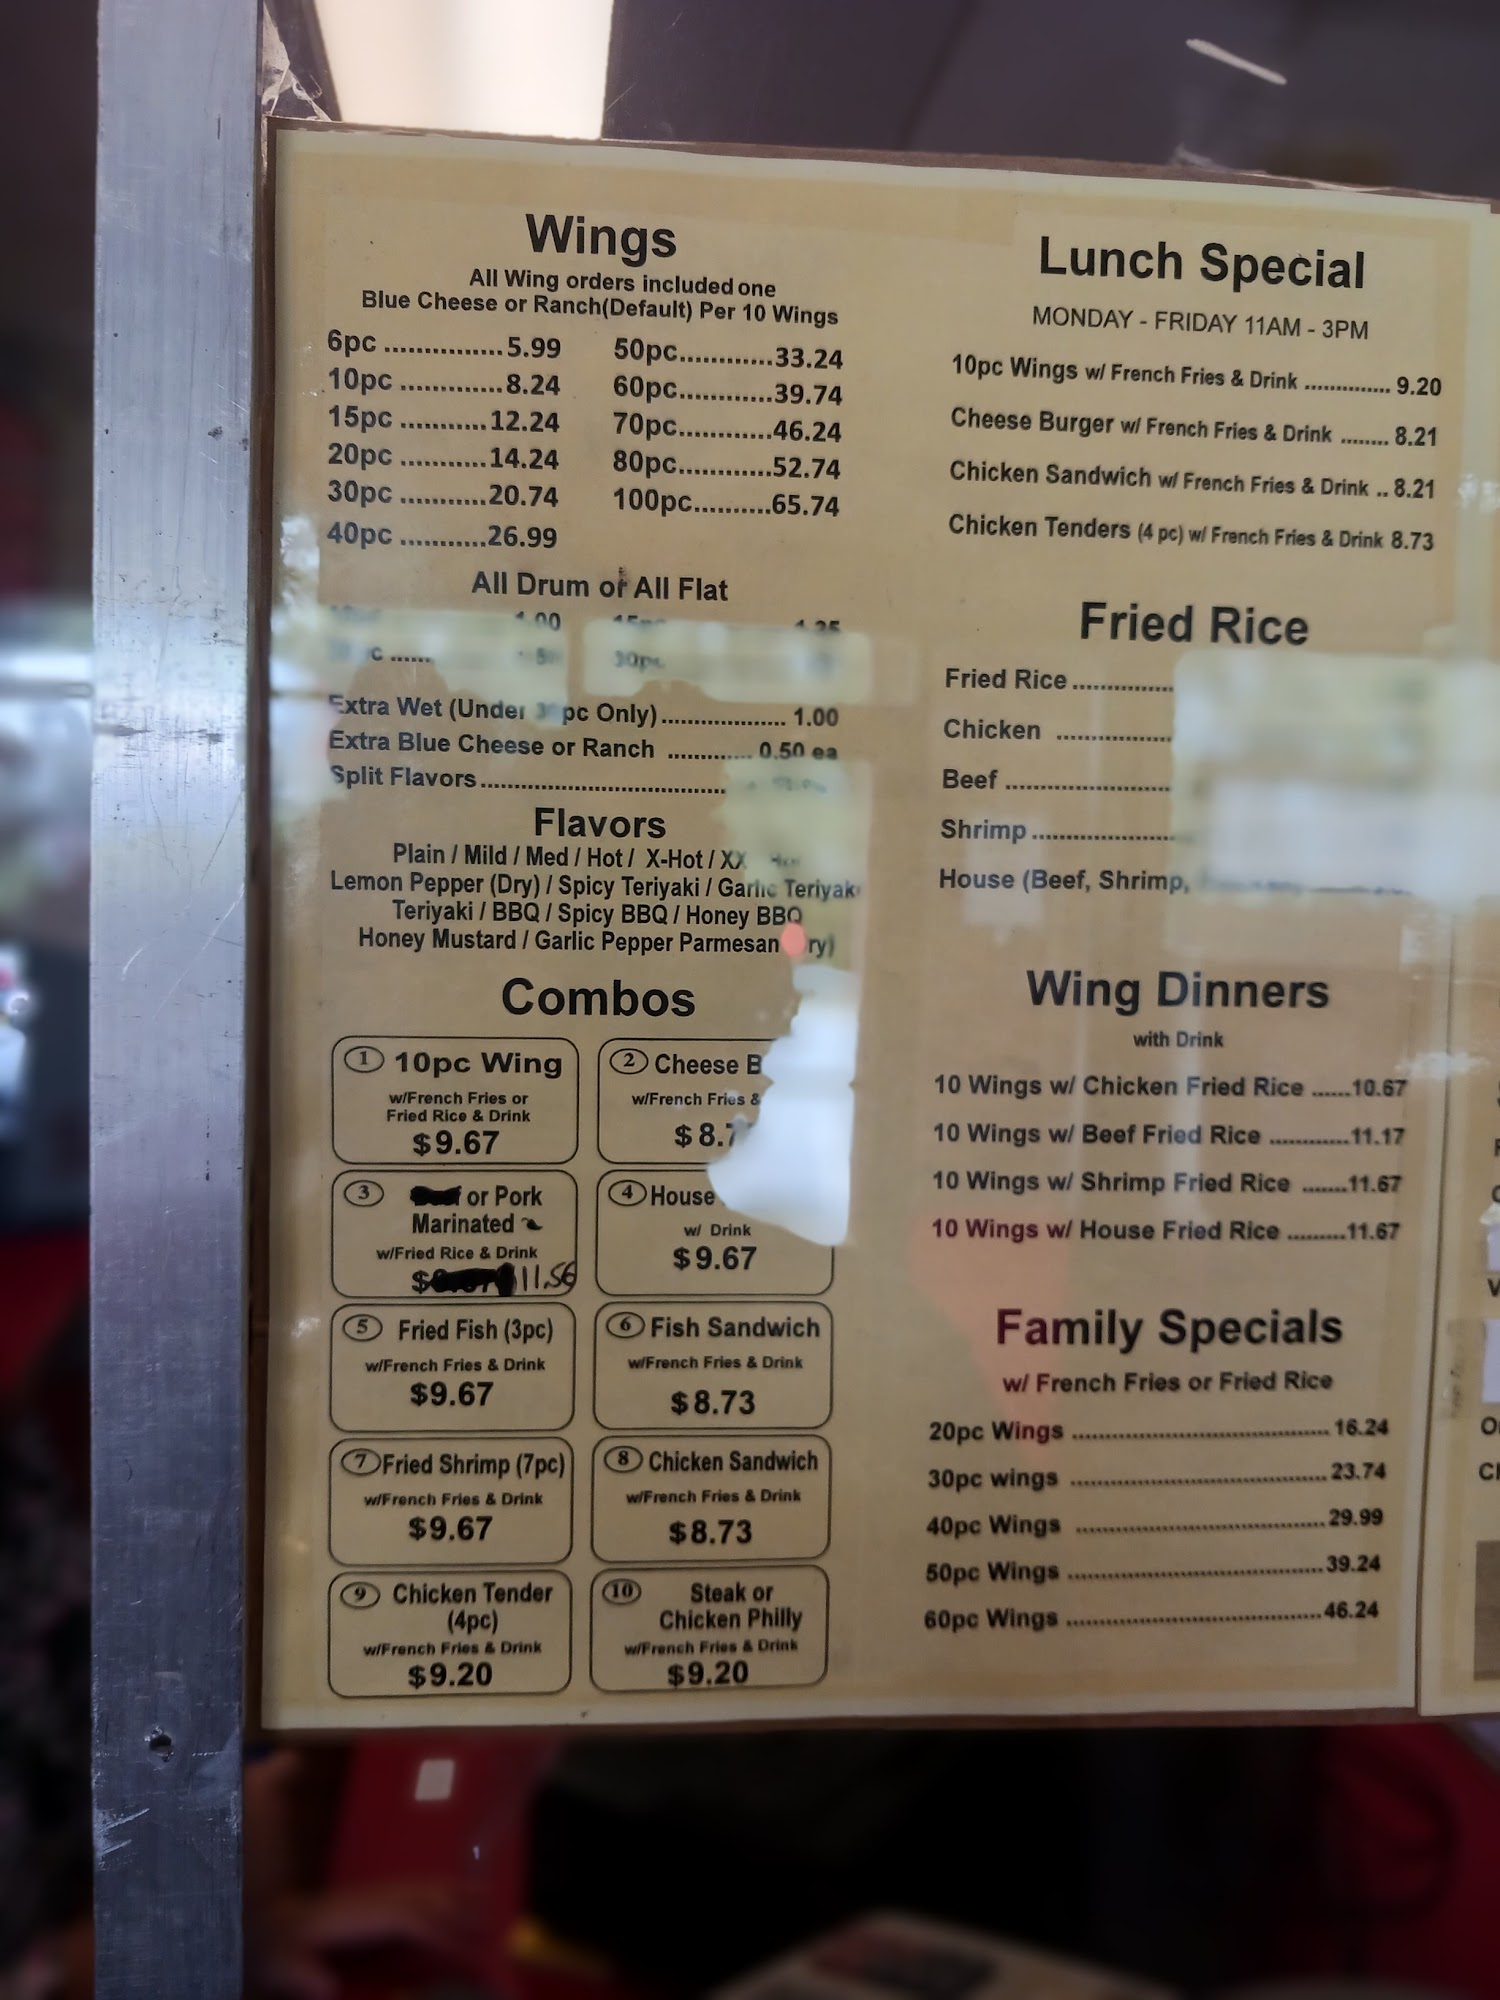 Wings
All Wing orders included one
Blue Cheese or Ranch(Default) Per 10 Wings
6pc ...............5.99
10pc .............8.24
15pc ...........12.24
20pc ...........14.24
30pc ...........20.74
40pc ...........26.99
50pc............33.24
60pc............39.74
70pc............46.24
80pc............52.74
100pc..........65.74
All Drum or All Flat
1.00
1.25
30pc
Extra Wet (Under pc Only).................... 1.00
Extra Blue Cheese or Ranch ............. 0.50 ea
Split Flavors.......................................
Flavors
Plain / Mild / Med / Hot / X-Hot / XX
Lemon Pepper (Dry) / Spicy Teriyaki / Garlic Teriyaki
Teriyaki / BBQ / Spicy BBQ / Honey BBQ
Honey Mustard / Garlic Pepper Parmesan
Combos
1 10pc Wing
w/French Fries or
Fried Rice & Drink
$9.67
2 Cheese
w/French Fries &
3 or Pork
Marinated
w/Fried Rice & Drink
$ 11.56
4 House
w/ Drink
$9.67
5 Fried Fish (3pc)
w/French Fries & Drink
$9.67
6 Fish Sandwich
w/French Fries & Drink
$8.73
7 Fried Shrimp (7pc)
w/French Fries & Drink
$9.67
8 Chicken Sandwich
w/French Fries & Drink
$8.73
9 Chicken Tender
(4pc)
w/French Fries & Drink
$9.20
10 Steak or
Chicken Philly
w/French Fries & Drink
$9.20
Lunch Special
MONDAY - FRIDAY 11AM - 3PM
10pc Wings w/ French Fries & Drink .............. 9.20
Cheese Burger w/ French Fries & Drink ........ 8.21
Chicken Sandwich w/ French Fries & Drink .. 8.21
Chicken Tenders (4 pc) w/ French Fries & Drink 8.73
Fried Rice
Fried Rice ................
Chicken ..................
Beef ..........................
Shrimp ......................
House (Beef, Shrimp,
Wing Dinners
with Drink
10 Wings w/ Chicken Fried Rice ......10.67
10 Wings w/ Beef Fried Rice ............11.17
10 Wings w/ Shrimp Fried Rice .......11.67
10 Wings w/ House Fried Rice .........11.67
Family Specials
w/ French Fries or Fried Rice
20pc Wings .......................................16.24
30pc wings .......................................23.74
40pc Wings ......................................29.99
50pc Wings .......................................39.24
60pc Wings .......................................46.24